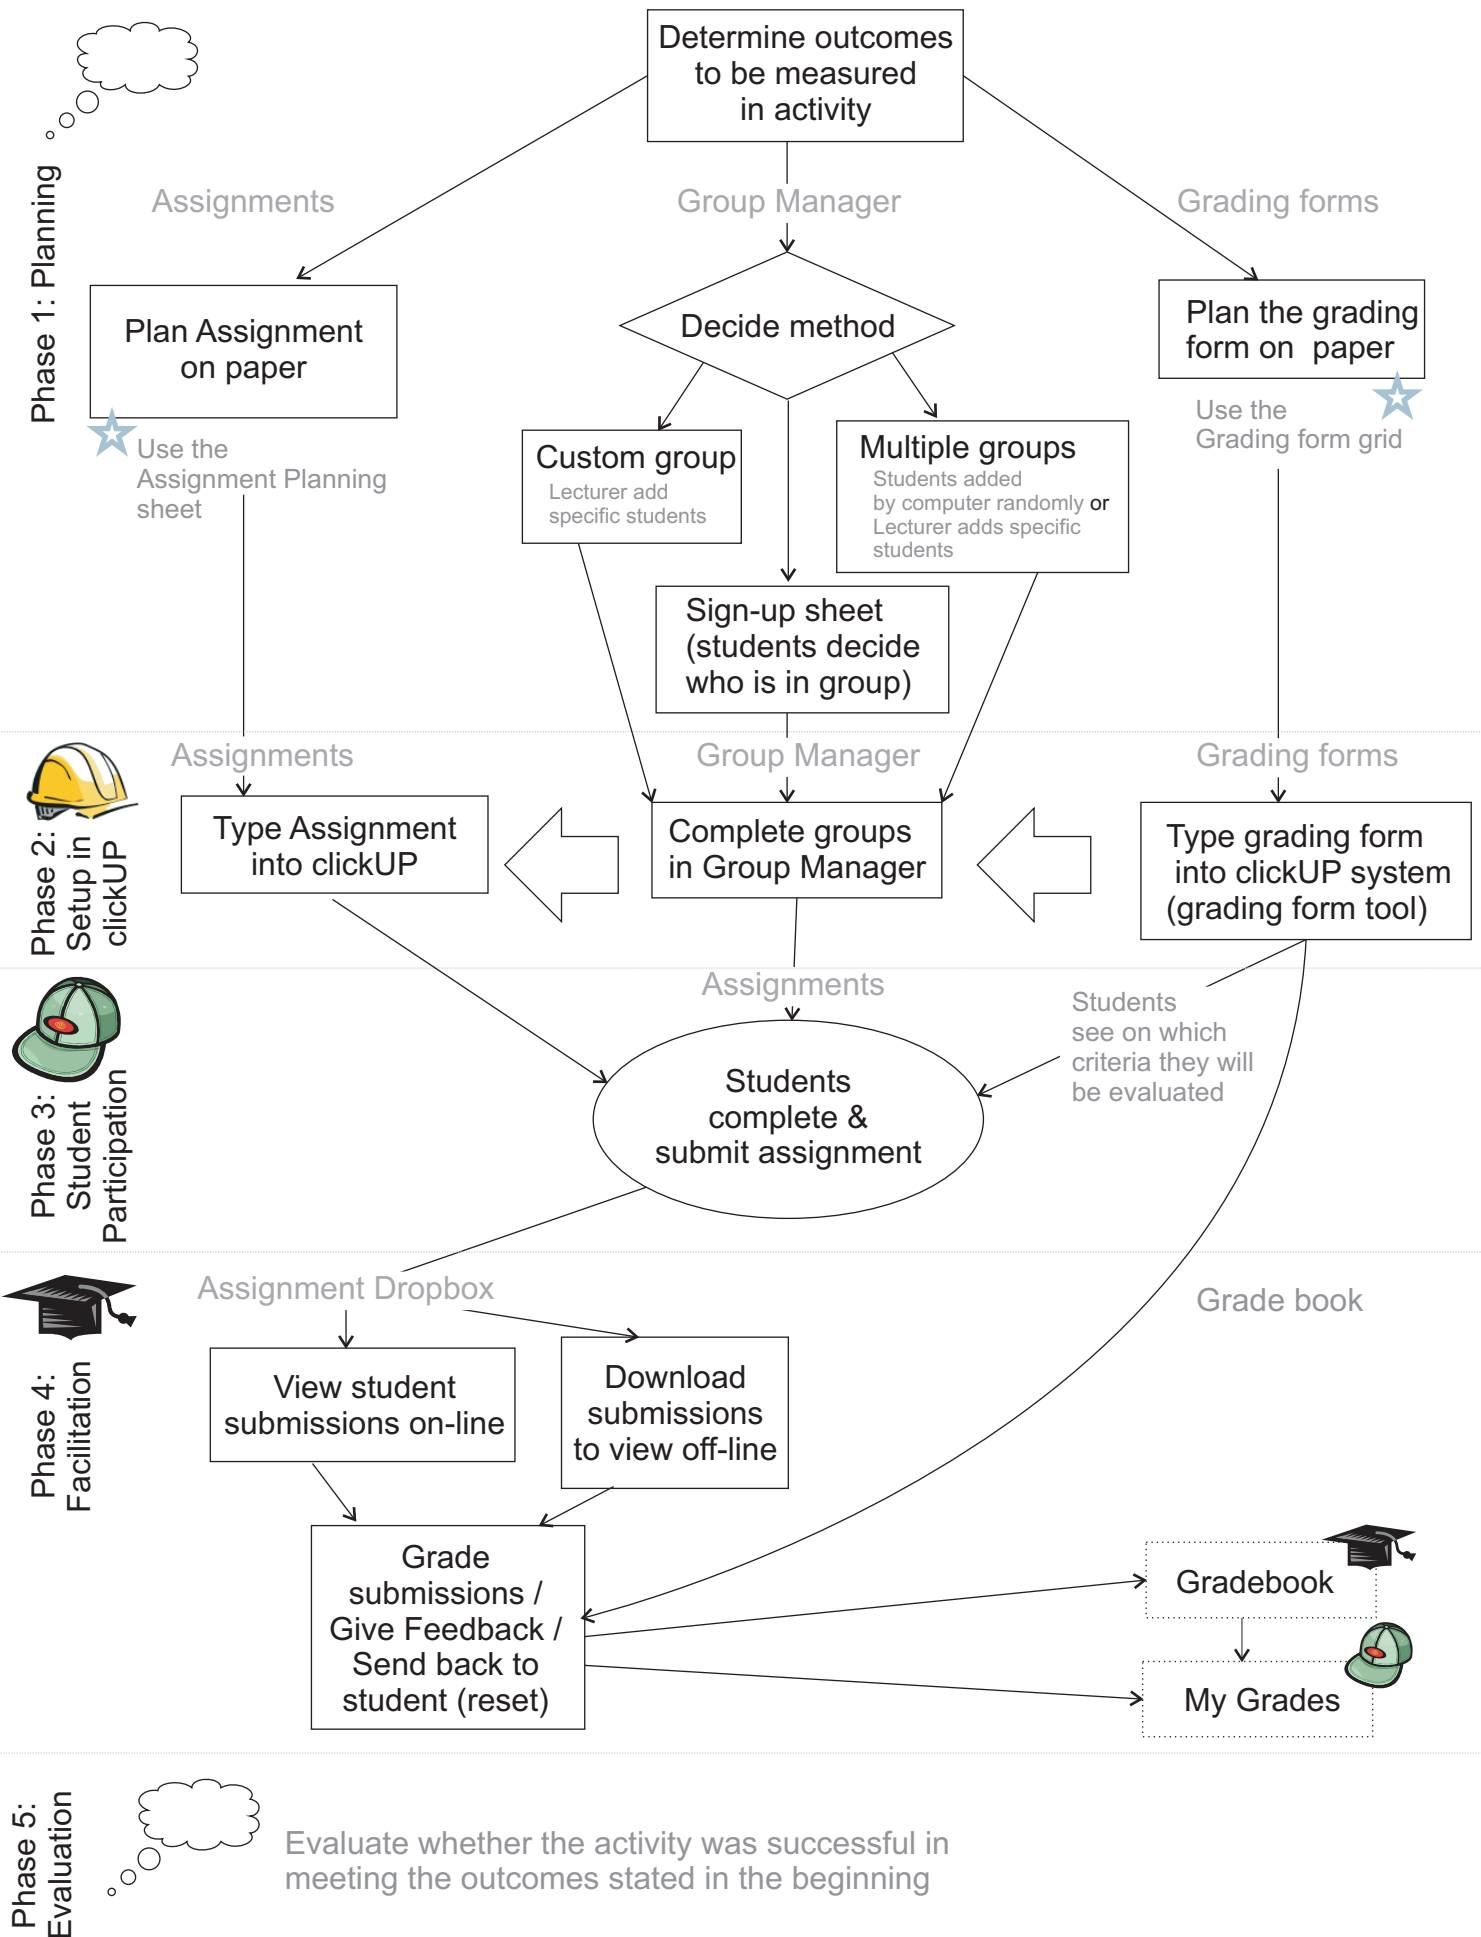 Determine outcomes
to be measured
in activity
Phase 1: Planning
Assignments
Group Manager
Grading forms
Plan Assignment
on paper
Decide method
Plan the grading
form on paper
Use the
Assignment Planning
sheet
Custom group
Lecturer add
specific students
Multiple groups
Students added
by computer randomly or
Lecturer adds specific
students
Use the
Grading form grid
Sign-up sheet
(students decide
who is in group)
Phase 2:
Setup in
clickUP
Assignments
Group Manager
Grading forms
Type Assignment
into clickUP
Complete groups
in Group Manager
Type grading form
into clickUP system
(grading form tool)
Phase 3:
Student
Participation
Assignments
Students
see on which
criteria they will
be evaluated
Students
complete &
submit assignment
Phase 4:
Facilitation
Assignment Dropbox
Grade book
View student
submissions on-line
Download
submissions
to view off-line
Grade
submissions /
Give Feedback /
Send back to
student (reset)
Gradebook
My Grades
Phase 5:
Evaluation
Evaluate whether the activity was successful in
meeting the outcomes stated in the beginning